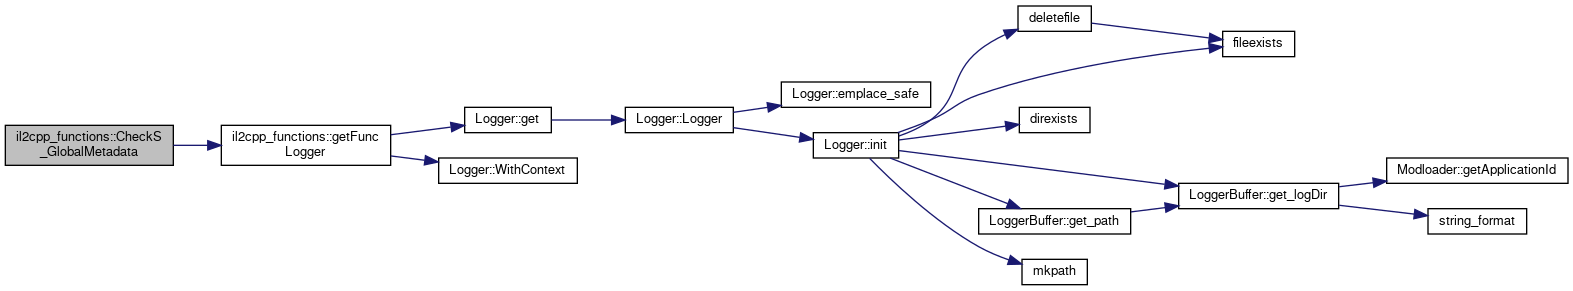 il2cpp_functions::CheckS
_GlobalMetadata
il2cpp_functions::getFunc
Logger
Logger::get
Logger::WithContext
Logger::Logger
Logger::emplace_safe
Logger::init
deletefile
fileexists
direxists
LoggerBuffer::get_path
mkpath
LoggerBuffer::get_logDir
Modloader::getApplicationId
string_format